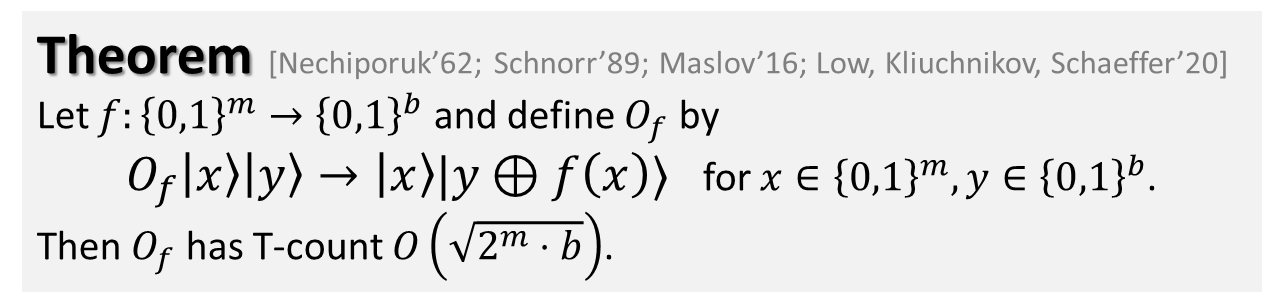 Theorem [Nechiporuk'62; Schnorr'89; Maslov'16; Low, Kliuchnikov, Schaeffer'20]
Let f: {0,1}^m → {0,1}^b and define O_f by
O_f|x⟩|y⟩ → |x⟩|y ⊕ f(x)⟩ for x ∈ {0,1}^m, y ∈ {0,1}^b.
Then O_f has T-count O(√(2^m · b)).